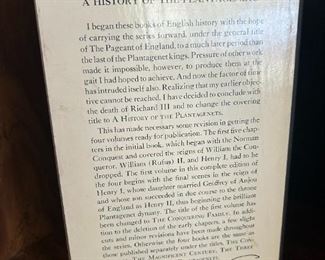 A HISTORY OF THE PLANTAGENETS
I began these books of English history with the hope
of carrying the series forward, under the general title
of The Pageant of England, to a much later period than
the last of the Plantagenet kings. Pressure of other work
made it impossible, however, to produce them at the
gait I had hoped to achieve. And now the factor of time
has intruded itself also. Realizing that my earlier objec-
tive cannot be reached, I have decided to conclude with
the death of Richard III and to change the covering
title to A HISTORY OF THE PLANTAGENETS.
This has made necessary some revision in getting the
four volumes ready for publication. The first five chap-
ters in the initial book, which began with the Norman
Conquest and covered the reigns of William the Con-
queror, William (Rufus) II, and Henry I, had to be
dropped. The first volume in this complete edition of
the four begins with the final scenes in the reign of
Henry I, whose daughter married Geoffrey of Anjou
and whose son succeeded in due course to the throne
of England as Henry II, thus beginning the brilliant
Plantagenet dynasty. The title of the first volume has
been changed to THE CONQUERING FAMILY. In addi-
tion to the deletion of the early chapters, a few slight
cuts and minor revisions have been made throughout
the series. Otherwise the four books are the same as
those published separately under the titles, THE CON-
THE MAGNIFICENT CENTURY, THE THREE